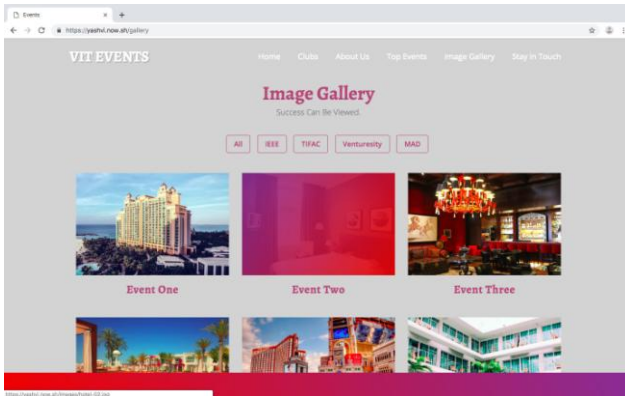 Events
https://yashvi.now.sh/gallery
VIT EVENTS
Home Clubs About Us Top Events Image Gallery Stay in Touch
Image Gallery
Success Can Be Viewed.
All IEEE TIFAC Venturesity MAD
Event One Event Two Event Three